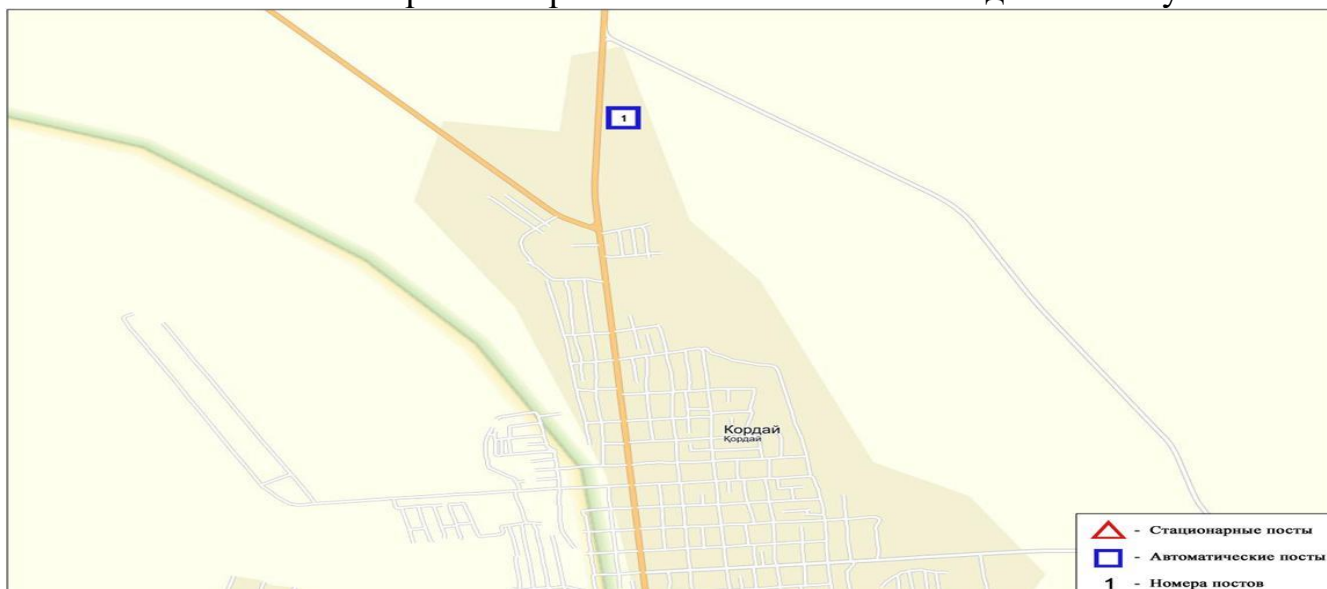 1
Кордай
Қордай
- Стационарные посты
- Автоматические посты
1 - Номера постов